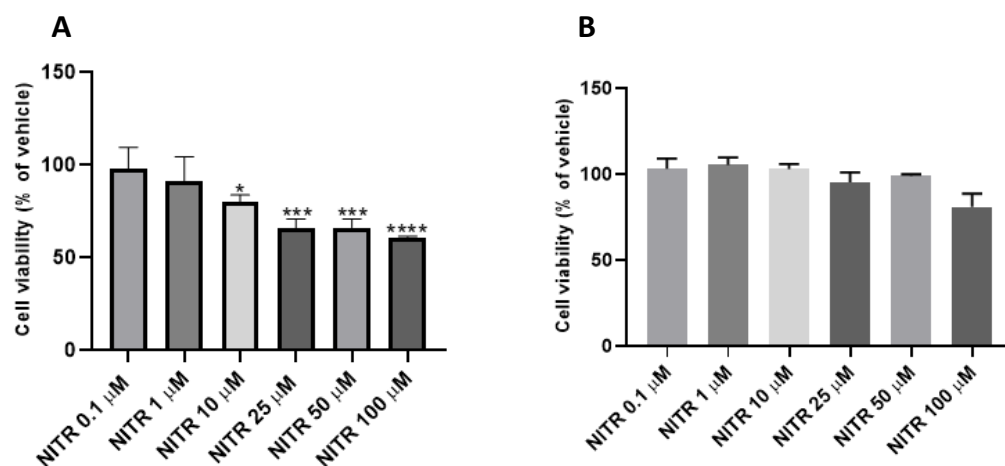 A
Cell viability (% of vehicle)
150
100
50
0
*
***
***
****
NITR 0.1 μM
NITR 1 μM
NITR 10 μM
NITR 25 μM
NITR 50 μM
NITR 100 μM
B
Cell viability (% of vehicle)
150
100
50
0
NITR 0.1 μM
NITR 1 μM
NITR 10 μM
NITR 25 μM
NITR 50 μM
NITR 100 μM